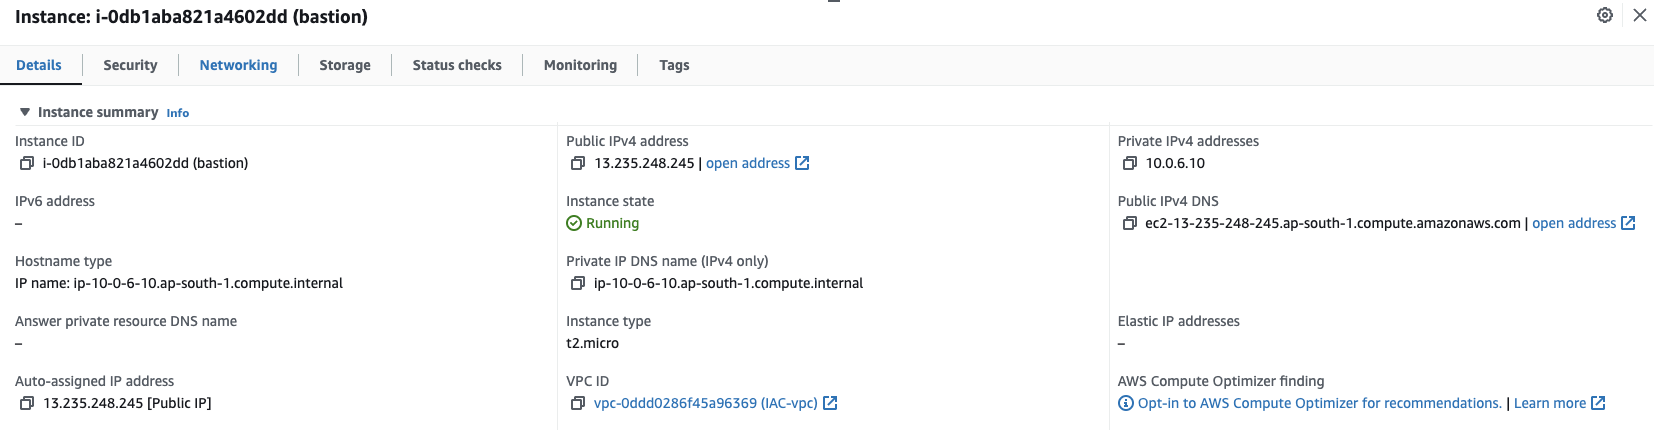 Instance: i-0db1aba821a4602dd (bastion)
Details Security Networking Storage Status checks Monitoring Tags
Instance summary Info
Instance ID
i-0db1aba821a4602dd (bastion)
Public IPv4 address
13.235.248.245 | open address
Private IPv4 addresses
10.0.6.10
IPv6 address
–
Instance state
Running
Public IPv4 DNS
ec2-13-235-248-245.ap-south-1.compute.amazonaws.com | open address
Hostname type
IP name: ip-10-0-6-10.ap-south-1.compute.internal
Private IP DNS name (IPv4 only)
ip-10-0-6-10.ap-south-1.compute.internal
Answer private resource DNS name
–
Instance type
t2.micro
Elastic IP addresses
–
Auto-assigned IP address
13.235.248.245 [Public IP]
VPC ID
vpc-0ddd0286f45a96369 (IAC-vpc)
AWS Compute Optimizer finding
Opt-in to AWS Compute Optimizer for recommendations. | Learn more